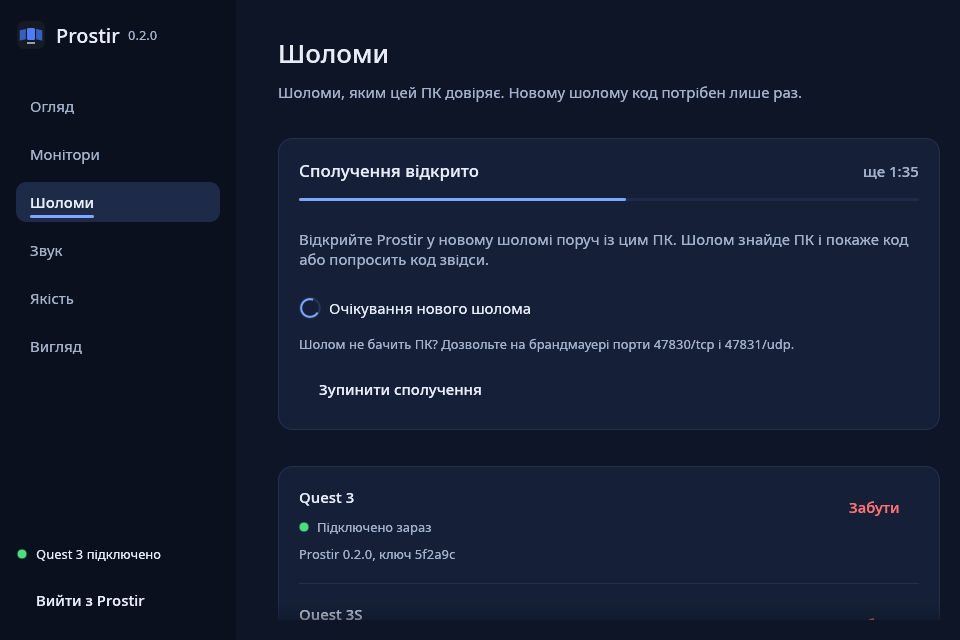 Prostir 0.2.0
Огляд
Монітори
Шоломи
Звук
Якість
Вигляд
Quest 3 підключено
Вийти з Prostir
Шоломи
Шоломи, яким цей ПК довіряє. Новому шолому код потрібен лише раз.
Сполучення відкрито
ще 1:35
Відкрийте Prostir у новому шоломі поруч із цим ПК. Шолом знайде ПК і покаже код
або попросить код звідси.
Очікування нового шолома
Шолом не бачить ПК? Дозвольте на брандмауері порти 47830/tcp і 47831/udp.
Зупинити сполучення
Quest 3
Забути
Підключено зараз
Prostir 0.2.0, ключ 5f2a9c
Quest 3S